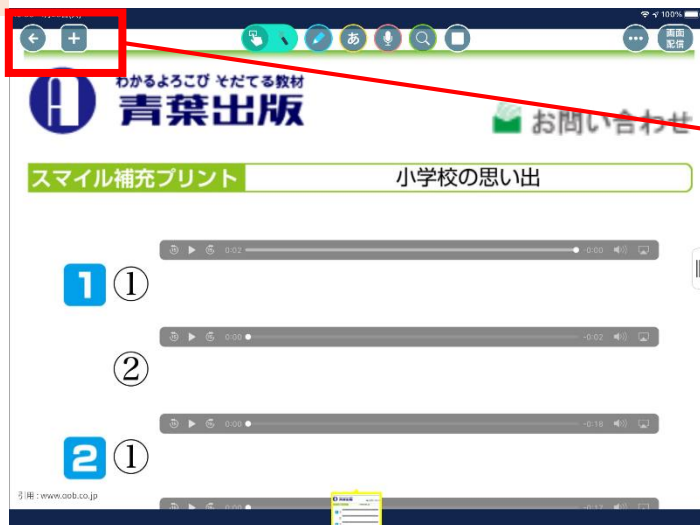 100%
あ
画面
配信
わかるよろこび そだてる教材
青葉出版
お問い合わせ
スマイル補充プリント
小学校の思い出
0:02 -0:00
1 ①
0:00 -0:02
②
0:00 -0:18
2 ①
引用 : www.aob.co.jp